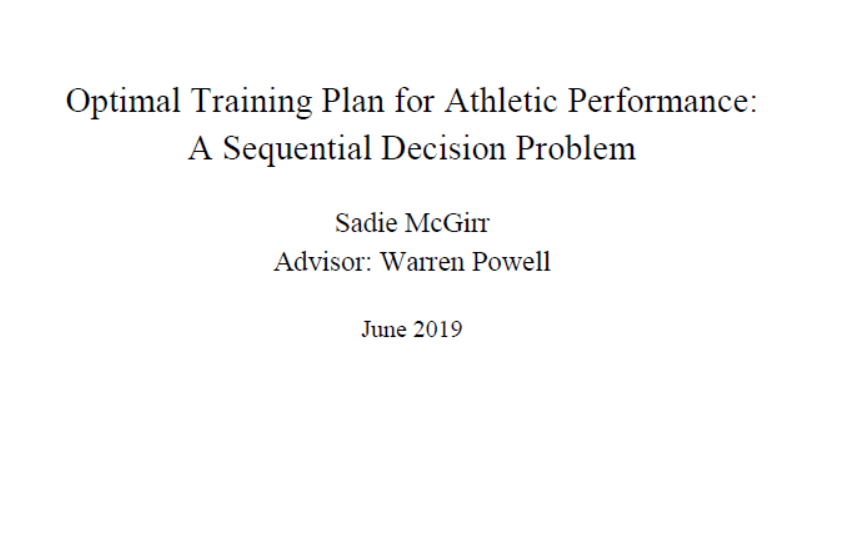 Optimal Training Plan for Athletic Performance:
A Sequential Decision Problem
Sadie McGirr
Advisor: Warren Powell
June 2019